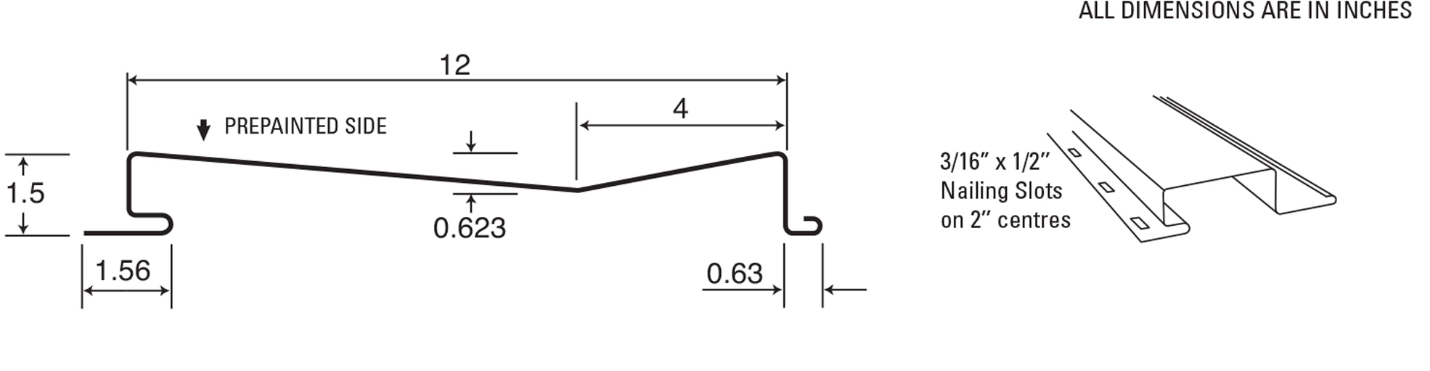 ALL DIMENSIONS ARE IN INCHES
12
4
PREPAINTED SIDE
1.5
0.623
1.56
0.63
3/16” x 1/2”
Nailing Slots
on 2” centres